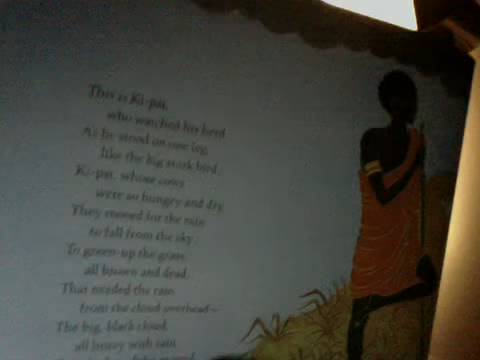 This is Ki-pat,
who watched his herd
As he stood on one leg,
like the big stork bird,
Ki-pat, whose cows
were so hungry and dry,
They mooed for the rain
to fall from the sky
To green-up the grass,
all brown and dead,
That needed the rain
from the cloud overhead—
The big, black cloud,
all heavy with rain